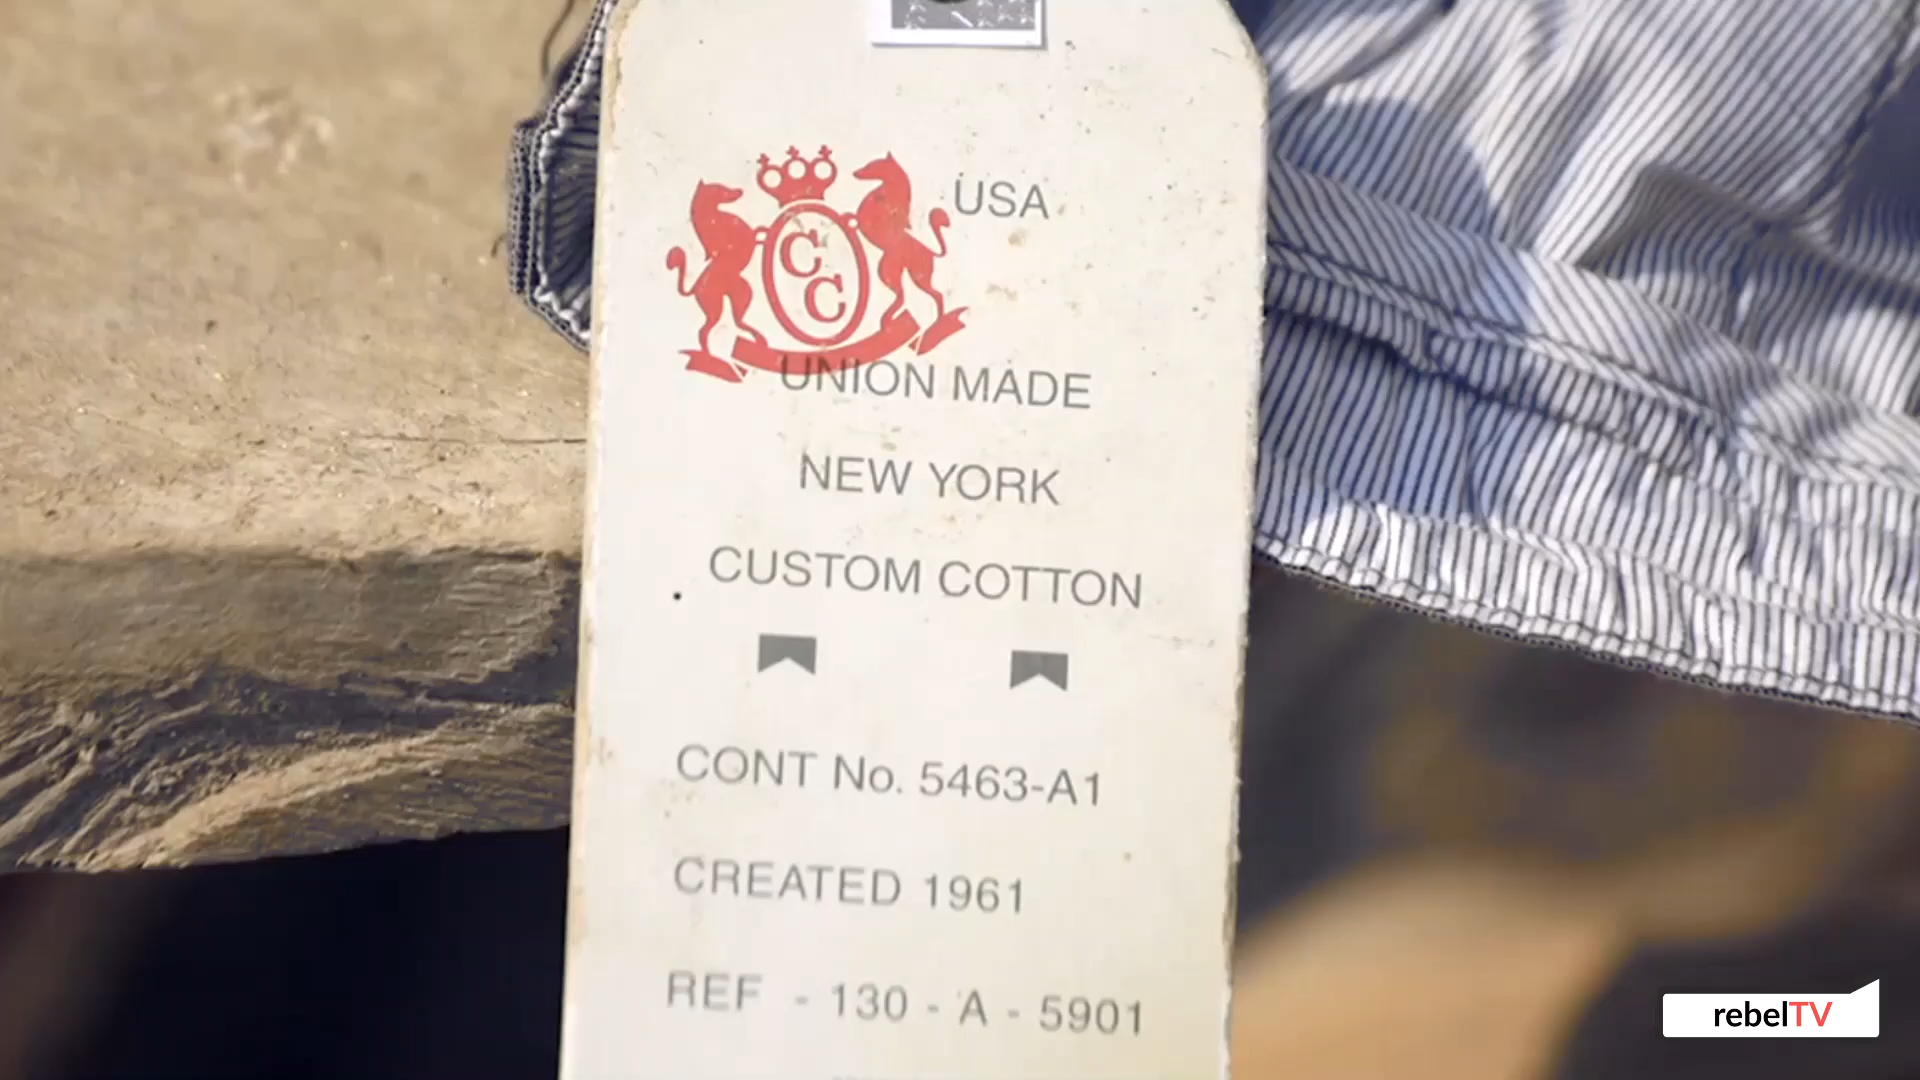 USA
C
C
UNION MADE
NEW YORK
CUSTOM COTTON
CONT No. 5463-A1
CREATED 1961
REF - 130 - A - 5901
rebelTV